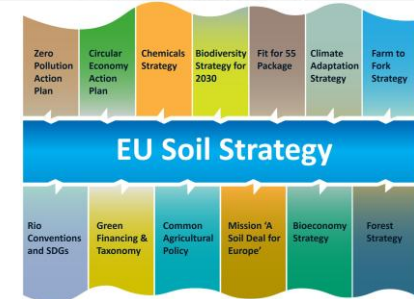 Zero
Pollution
Action
Plan
Circular
Economy
Action
Plan
Chemicals
Strategy
Biodiversity
Strategy for
2030
Fit for 55
Package
Climate
Adaptation
Strategy
Farm to
Fork
Strategy
EU Soil Strategy
Rio
Conventions
and SDGs
Green
Financing &
Taxonomy
Common
Agricultural
Policy
Mission ‘A
Soil Deal for
Europe’
Bioeconomy
Strategy
Forest
Strategy